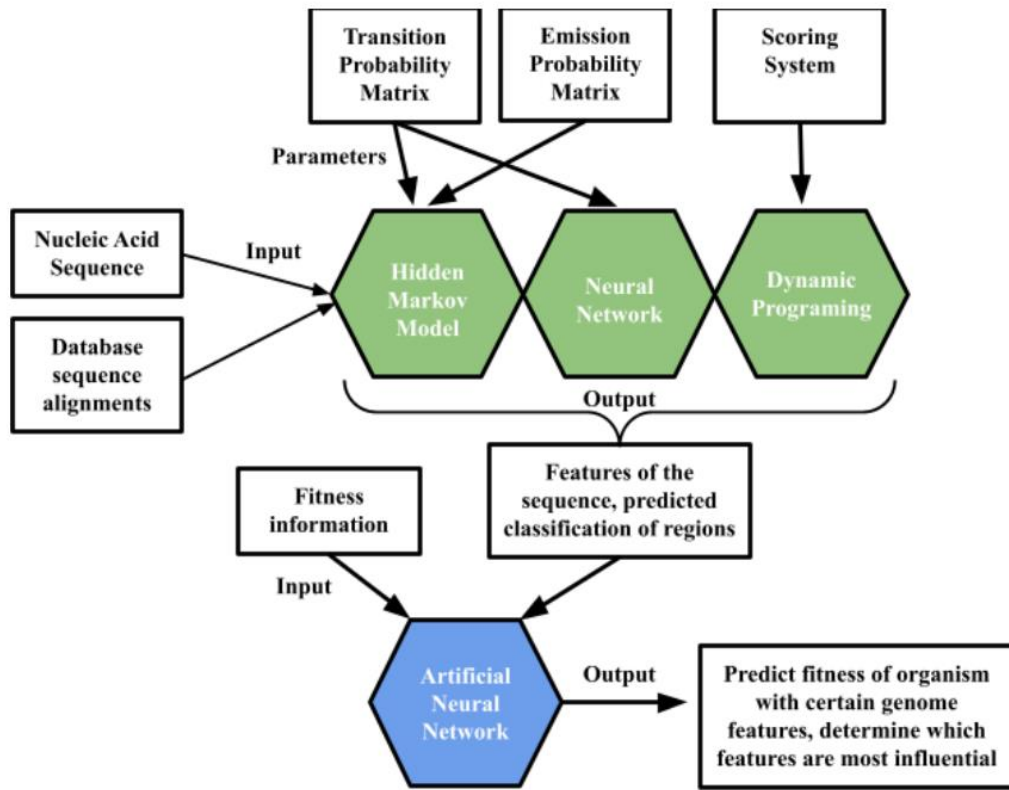 Transition
Probability
Matrix
Emission
Probability
Matrix
Scoring
System
Parameters
Nucleic Acid
Sequence
Input
Database
sequence
alignments
Hidden
Markov
Model
Neural
Network
Dynamic
Programing
Output
Fitness
information
Features of the
sequence, predicted
classification of regions
Input
Artificial
Neural
Network
Output
Predict fitness of organism
with certain genome
features, determine which
features are most influential